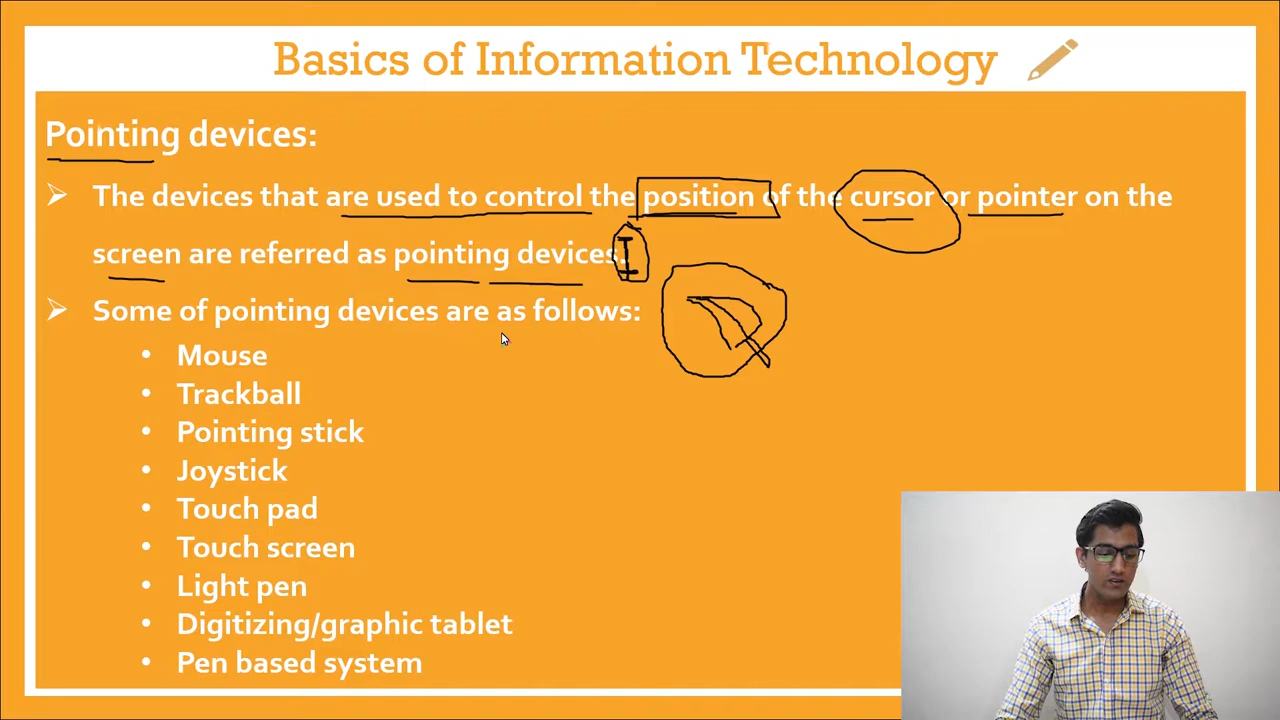 Basics of Information Technology
Pointing devices:
The devices that are used to control the position of the cursor or pointer on the
screen are referred as pointing devices.
Some of pointing devices are as follows:
Mouse
Trackball
Pointing stick
Joystick
Touch pad
Touch screen
Light pen
Digitizing/graphic tablet
Pen based system